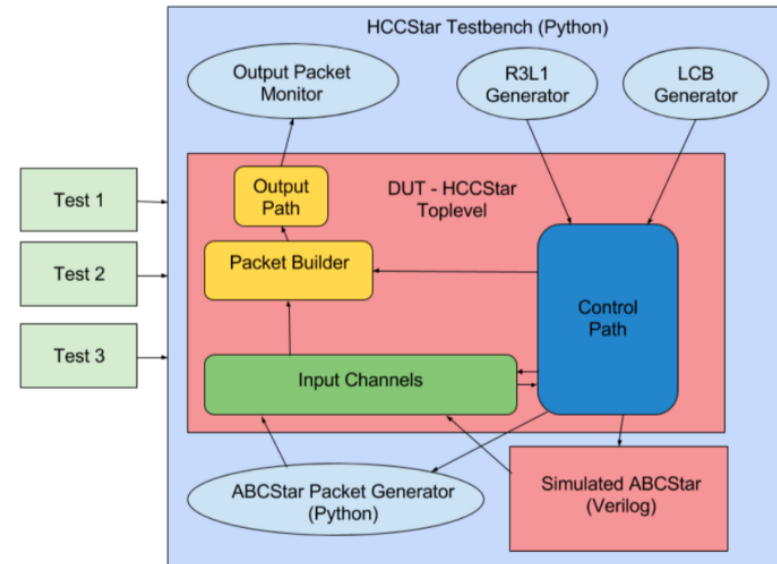 HCCStar Testbench (Python)
Output Packet
Monitor
R3L1
Generator
LCB
Generator
Test 1
Test 2
Test 3
Output
Path
DUT - HCCStar
Toplevel
Packet Builder
Control
Path
Input Channels
ABCStar Packet Generator
(Python)
Simulated ABCStar
(Verilog)